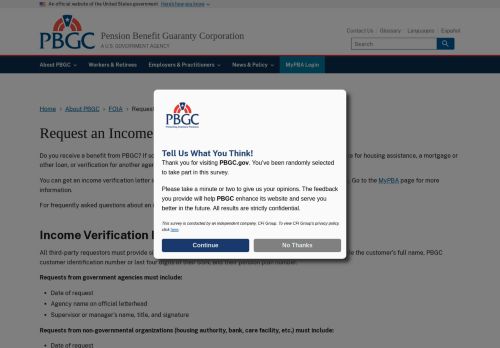 An official website of the United States government Here's how you know
PBGC
Pension Benefit Guaranty Corporation
A U.S. GOVERNMENT AGENCY
Contact Us Glossary Languages Español
Search
About PBGC Workers & Retirees Employers & Practitioners News & Policy MyPBA Login
Home › About PBGC › FOIA › Reques
Request an Income
PBGC
Protecting America's Pensions
Tell Us What You Think!
Thank you for visiting PBGC.gov. You've been randomly selected
to take part in this survey.
Please take a minute or two to give us your opinions. The feedback
you provide will help PBGC enhance its website and serve you
better in the future. All results are strictly confidential.
This survey is conducted by an independent company, CFI Group. To view CFI Group's privacy policy
click here.
Continue No Thanks
Do you receive a benefit from PBGC? If so for housing assistance, a mortgage or
other loan, or verification for another age
You can get an income verification letter i Go to the MyPBA page for more
information.
For frequently asked questions about an i
Income Verification
All third-party requestors must provide s the customer's full name, PBGC
customer identification number or last four digits of their SSN, and their pension plan number.
Requests from government agencies must include:
• Date of request
• Agency name on official letterhead
• Supervisor or manager's name, title, and signature
Requests from non-governmental organizations (housing authority, bank, care facility, etc.) must include:
• Date of request